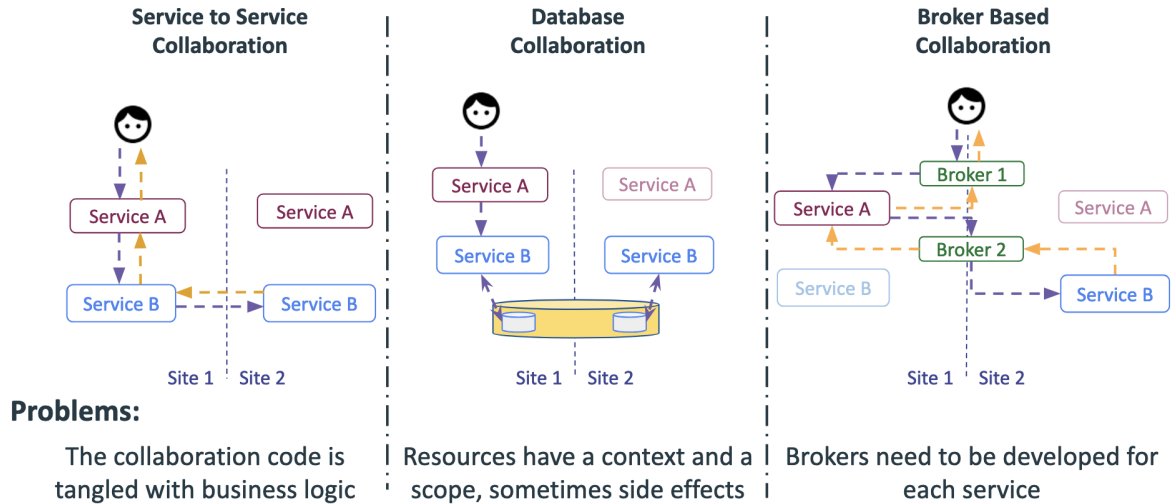 Service to Service
Collaboration
Service A
Service A
Service B
Service B
Site 1
Site 2
Database
Collaboration
Service A
Service A
Service B
Service B
Site 1
Site 2
Broker Based
Collaboration
Broker 1
Service A
Service A
Broker 2
Service B
Service B
Site 1
Site 2
Problems:
The collaboration code is
tangled with business logic
Resources have a context and a
scope, sometimes side effects
Brokers need to be developed for
each service